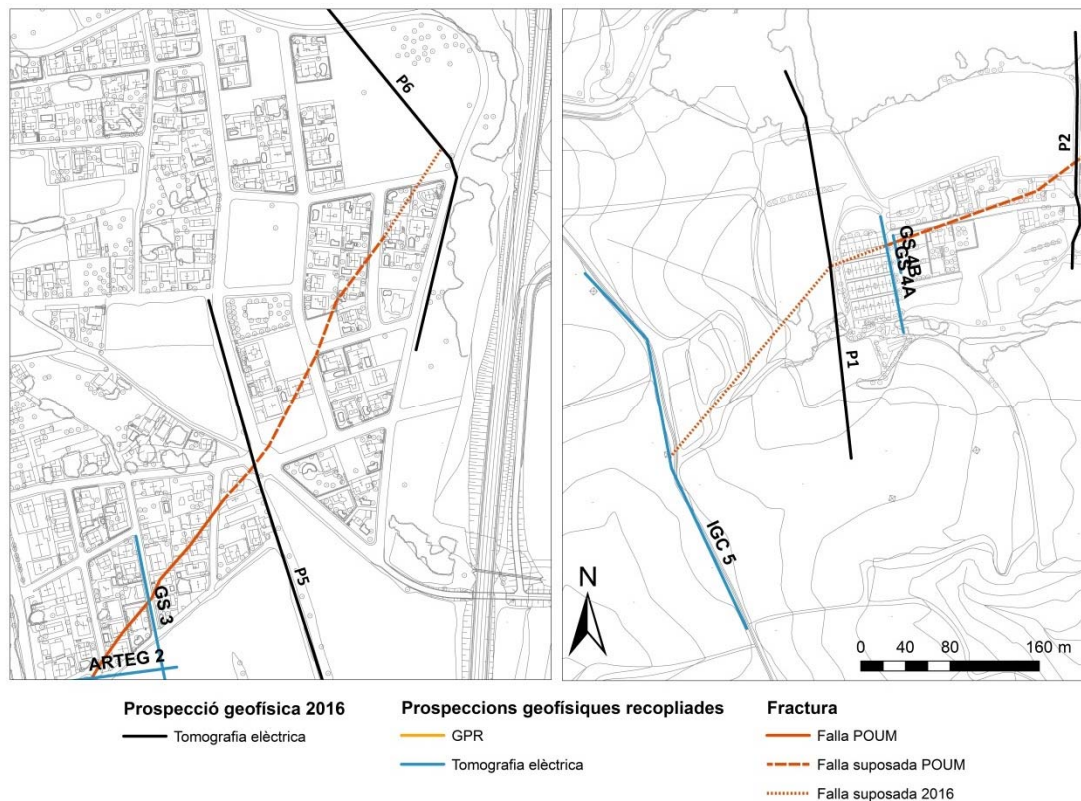 P6
P5
GS 3
ARTEG 2
P2
GS 4B
GS 4A
P1
IGC 5
N
0 40 80 160 m
Prospecció geofísica 2016
Tomografia elèctrica
Prospeccions geofísiques recopliades
GPR
Tomografia elèctrica
Fractura
Falla POUM
Falla suposada POUM
Falla suposada 2016